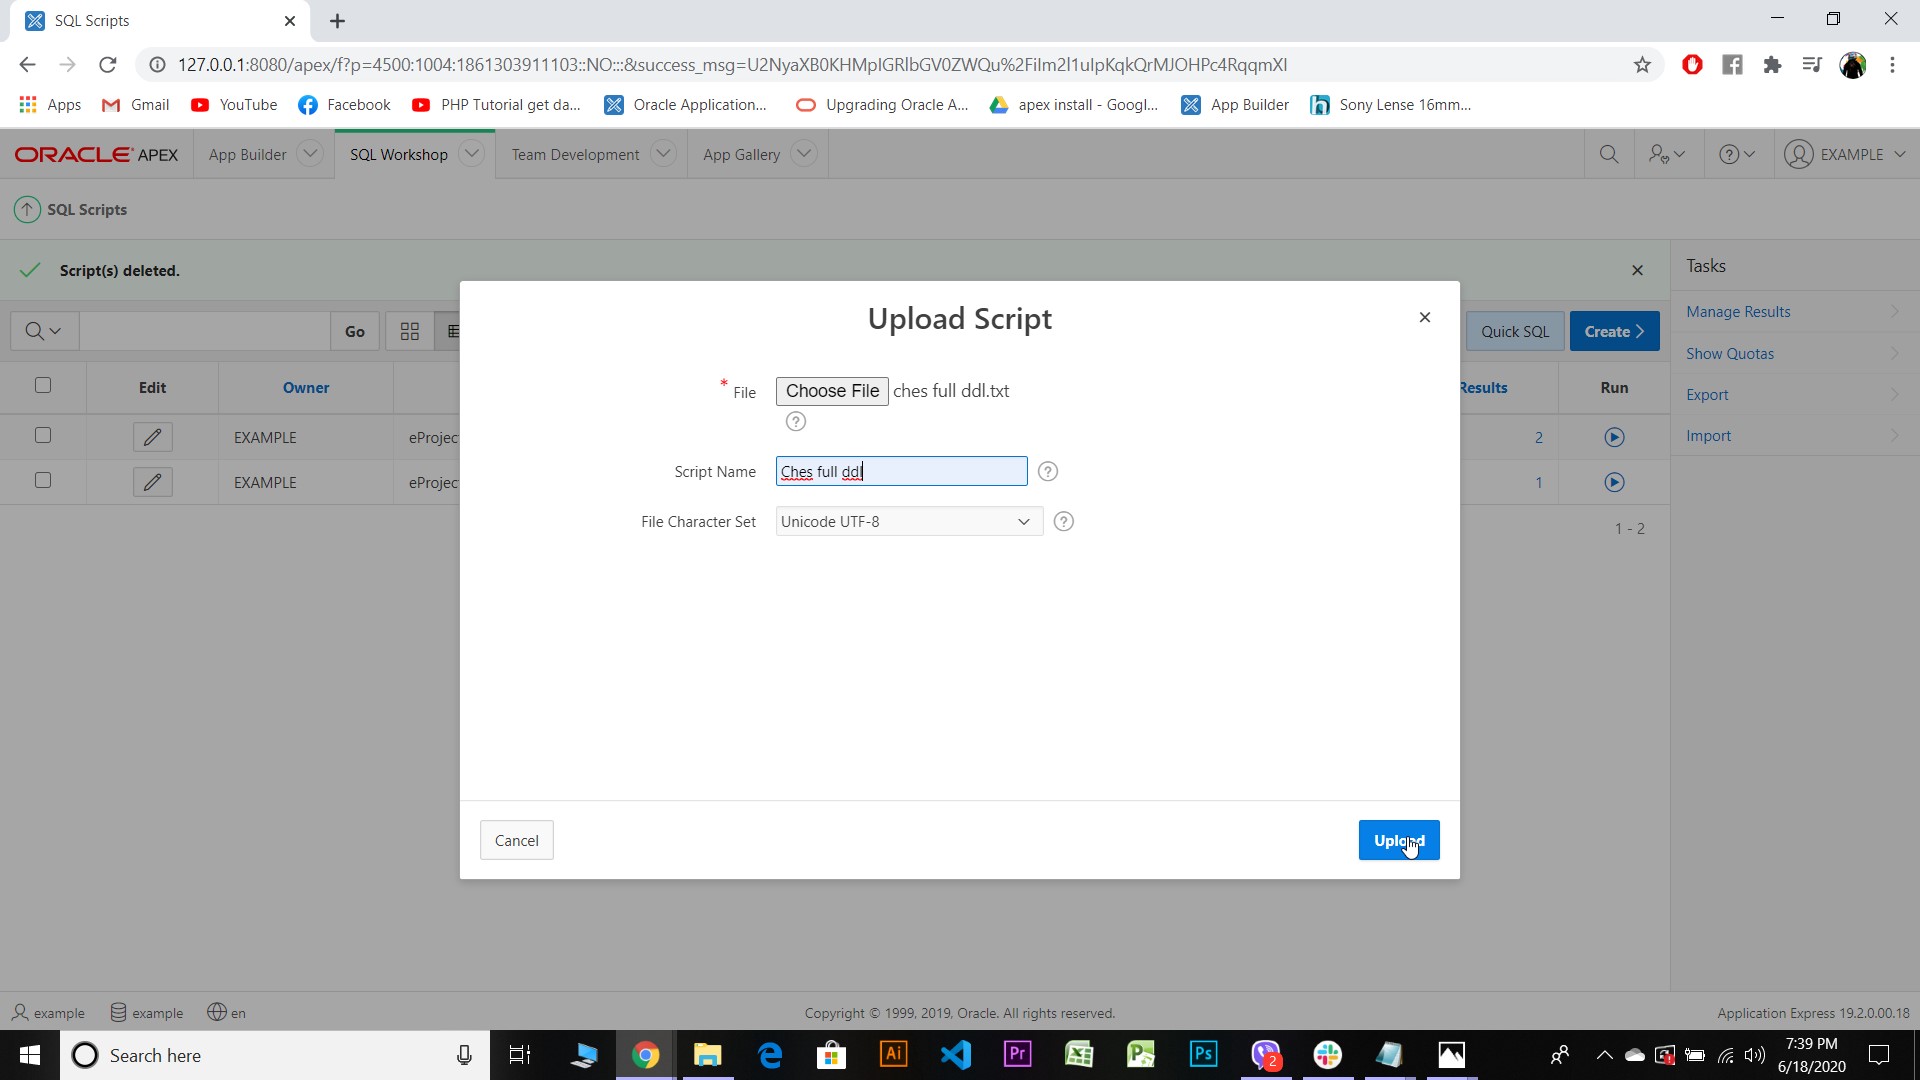 SQL Scripts
127.0.0.1:8080/apex/f?p=4500:1004:1861303911103::NO:::&success_msg=U2NyaXB0KHMpIGRlbGV0ZWQu%2FiIm2l1uIpKqkQrMJOHPc4RqqmXI
Apps Gmail YouTube Facebook PHP Tutorial get da... Oracle Application... Upgrading Oracle A... apex install - Googl... App Builder Sony Lense 16mm...
ORACLE APEX App Builder SQL Workshop Team Development App Gallery EXAMPLE
SQL Scripts
Script(s) deleted.
Tasks
Go Quick SQL Create
Manage Results
Show Quotas
Export
Import
Edit Owner Results Run
EXAMPLE eProjec 2
EXAMPLE eProjec 1
1 - 2
Upload Script
* File Choose File ches full ddl.txt
Script Name Ches full ddl
File Character Set Unicode UTF-8
Cancel Upload
example example en Copyright © 1999, 2019, Oracle. All rights reserved. Application Express 19.2.0.00.18
Search here Ai Pr Ps 2 7:39 PM
6/18/2020